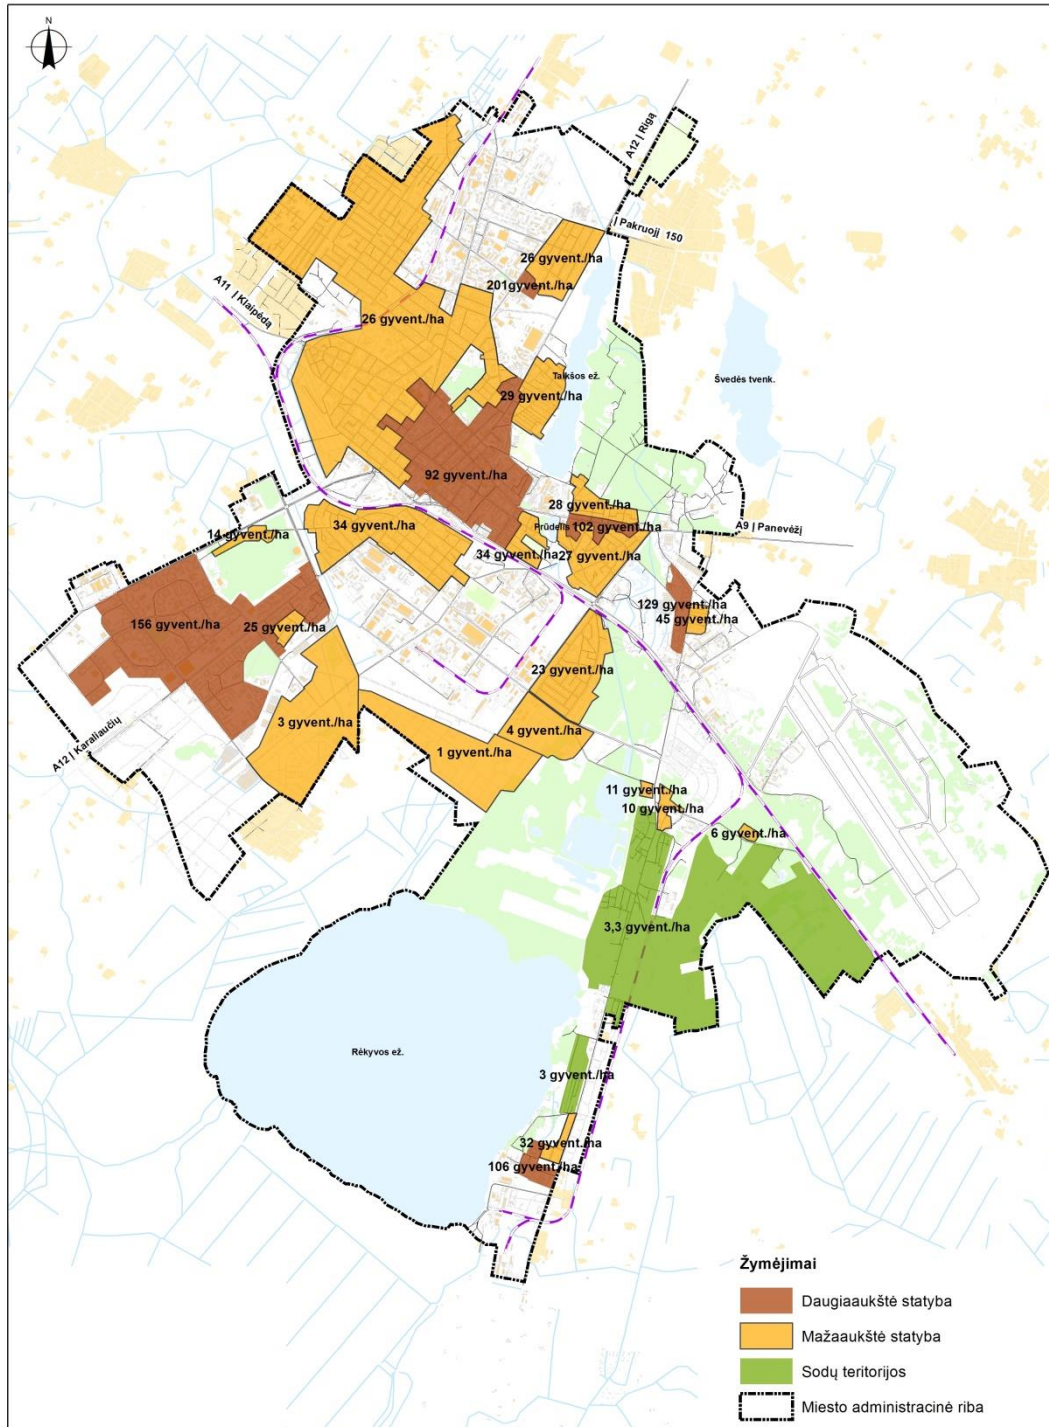 N
A12 Į Rigą
Į Pakruojį 150
26 gyvent./ha
201gyvent./ha
A11 Į Klaipėdą
26 gyvent./ha
Talkšos ež.
Švedės tvenk.
29 gyvent./ha
92 gyvent./ha
28 gyvent./ha
34 gyvent./ha
Prūdelis
102 gyvent./ha
A9 Į Panevėžį
14 gyvent./ha
34 gyvent./ha
27 gyvent./ha
129 gyvent./ha
45 gyvent./ha
156 gyvent./ha
25 gyvent./ha
23 gyvent./ha
3 gyvent./ha
A12 Į Karaliaučių
4 gyvent./ha
1 gyvent./ha
11 gyvent./ha
10 gyvent./ha
6 gyvent./ha
3,3 gyvent./ha
Rėkyvos ež.
3 gyvent./ha
32 gyvent./ha
106 gyvent./ha
Žymėjimai
Daugiaaukštė statyba
Mažaaukštė statyba
Sodų teritorijos
Miesto administracinė riba